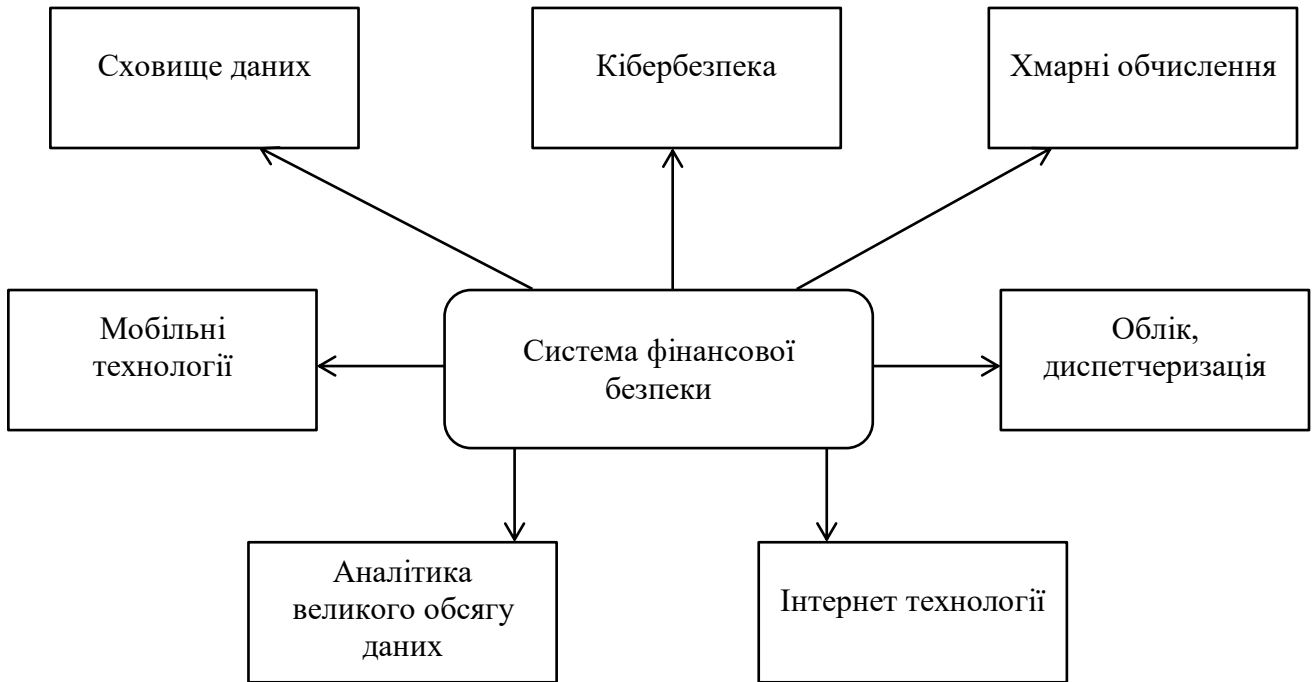 Сховище даних
Кібербезпека
Хмарні обчислення
Мобільні
технології
Система фінансової
безпеки
Облік,
диспетчеризація
Аналітика
великого обсягу
даних
Інтернет технології